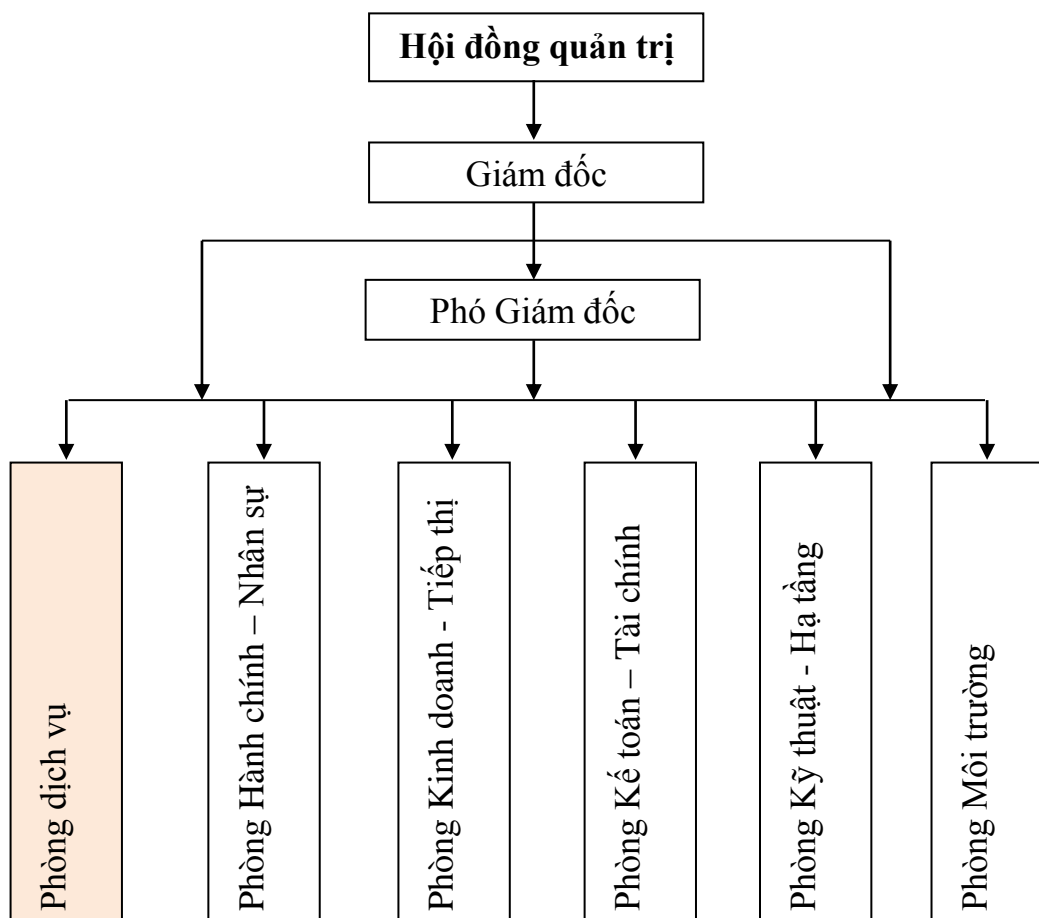 Hội đồng quản trị
Giám đốc
Phó Giám đốc
Phòng dịch vụ
Phòng Hành chính – Nhân sự
Phòng Kinh doanh - Tiếp thị
Phòng Kế toán – Tài chính
Phòng Kỹ thuật - Hạ tầng
Phòng Môi trường